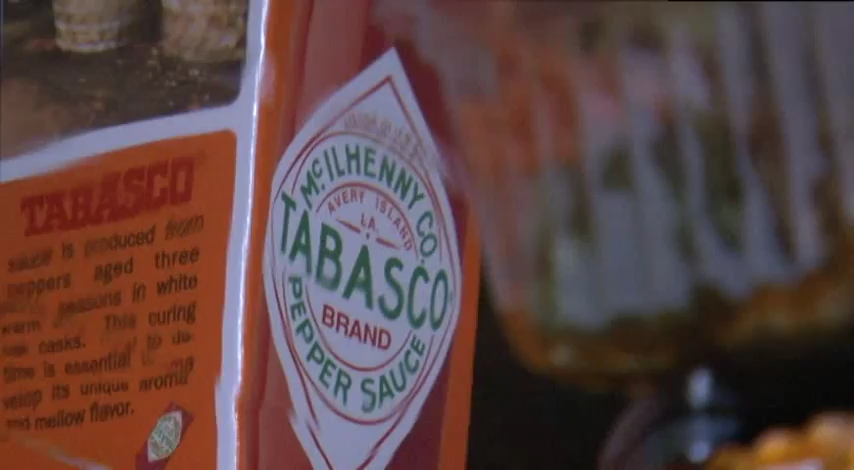 TABASCO
sauce is produced from
peppers aged three
seasons in white
warm This curing
casks. to de-
time is essential
velop its unique aroma
and mellow flavor.
McILHENNY CO.
AVERY ISLAND
LA.
TABASCO
BRAND
PEPPER SAUCE